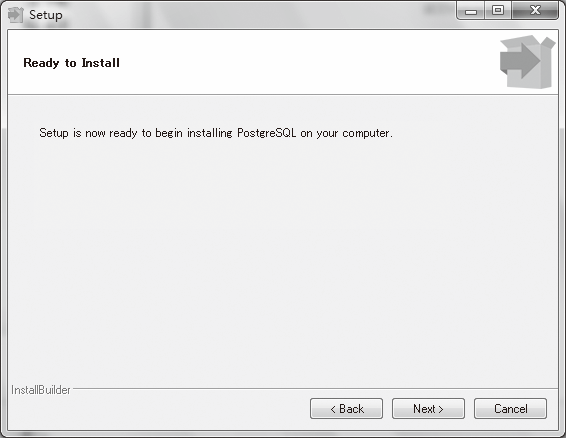 Setup
Ready to Install
Setup is now ready to begin installing PostgreSQL on your computer.
InstallBuilder
< Back
Next >
Cancel